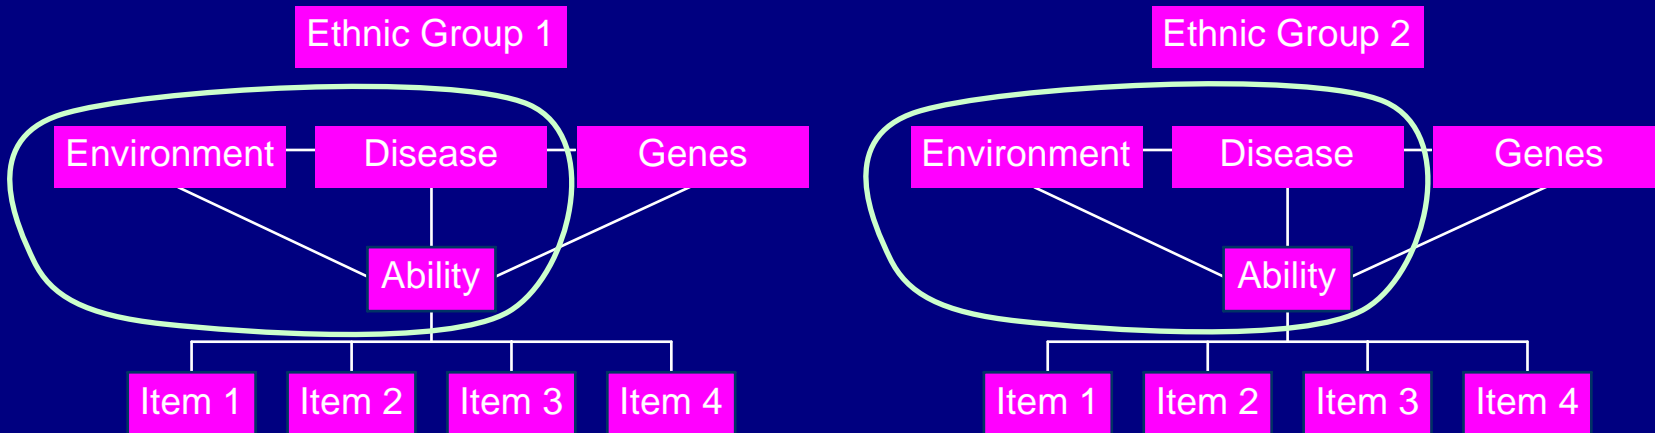 Ethnic Group 1
Environment
Disease
Genes
Ability
Item 1
Item 2
Item 3
Item 4
Ethnic Group 2
Environment
Disease
Genes
Ability
Item 1
Item 2
Item 3
Item 4